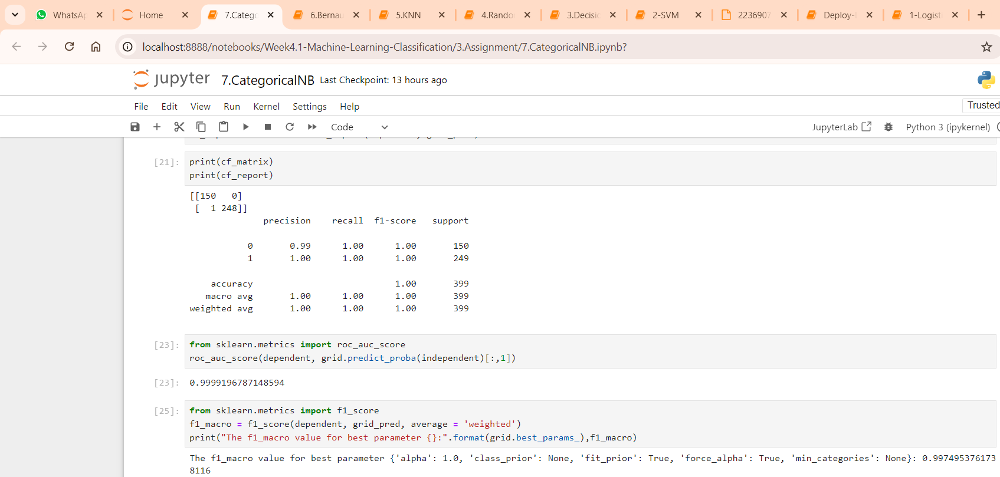 WhatsAp
Home
7.Catego
6.Bernau
5.KNN
4.Rando
3.Decisio
2-SVM
2236907
Deploy-L
1-Logisti
localhost:8888/notebooks/Week4.1-Machine-Learning-Classification/3.Assignment/7.CategoricalNB.ipynb?
jupyter 7.CategoricalNB Last Checkpoint: 13 hours ago
File Edit View Run Kernel Settings Help
Trusted
Code JupyterLab Python 3 (ipykernel)
[21]: print(cf_matrix)
print(cf_report)
[[150   0]
 [  1 248]]
precision recall f1-score support
0 0.99 1.00 1.00 150
1 1.00 1.00 1.00 249
accuracy 1.00 399
macro avg 1.00 1.00 1.00 399
weighted avg 1.00 1.00 1.00 399
[23]: from sklearn.metrics import roc_auc_score
roc_auc_score(dependent, grid.predict_proba(independent)[:,1])
[23]: 0.9999196787148594
[25]: from sklearn.metrics import f1_score
f1_macro = f1_score(dependent, grid_pred, average = 'weighted')
print("The f1_macro value for best parameter {}:".format(grid.best_params_),f1_macro)
The f1_macro value for best parameter {'alpha': 1.0, 'class_prior': None, 'fit_prior': True, 'force_alpha': True, 'min_categories': None}: 0.997495376173
8116